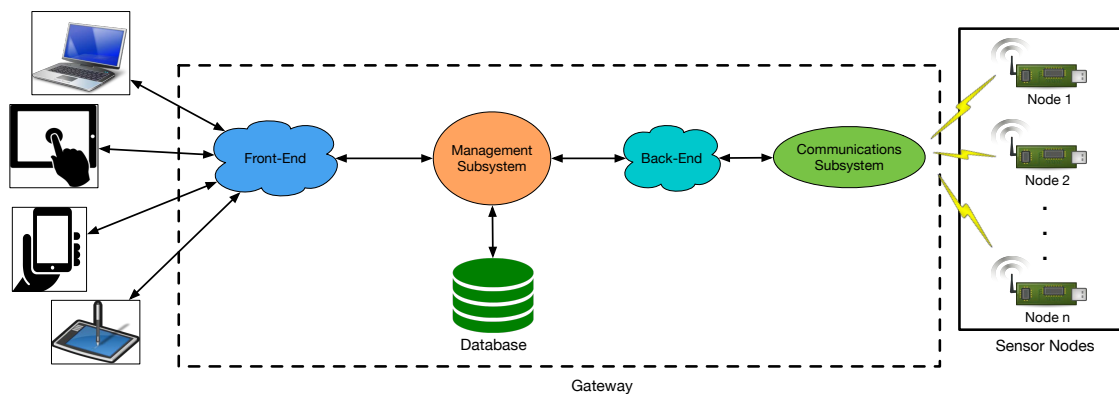 Front-End
Management
Subsystem
Back-End
Communications
Subsystem
Database
Gateway
Node 1
Node 2
.
.
.
Node n
Sensor Nodes